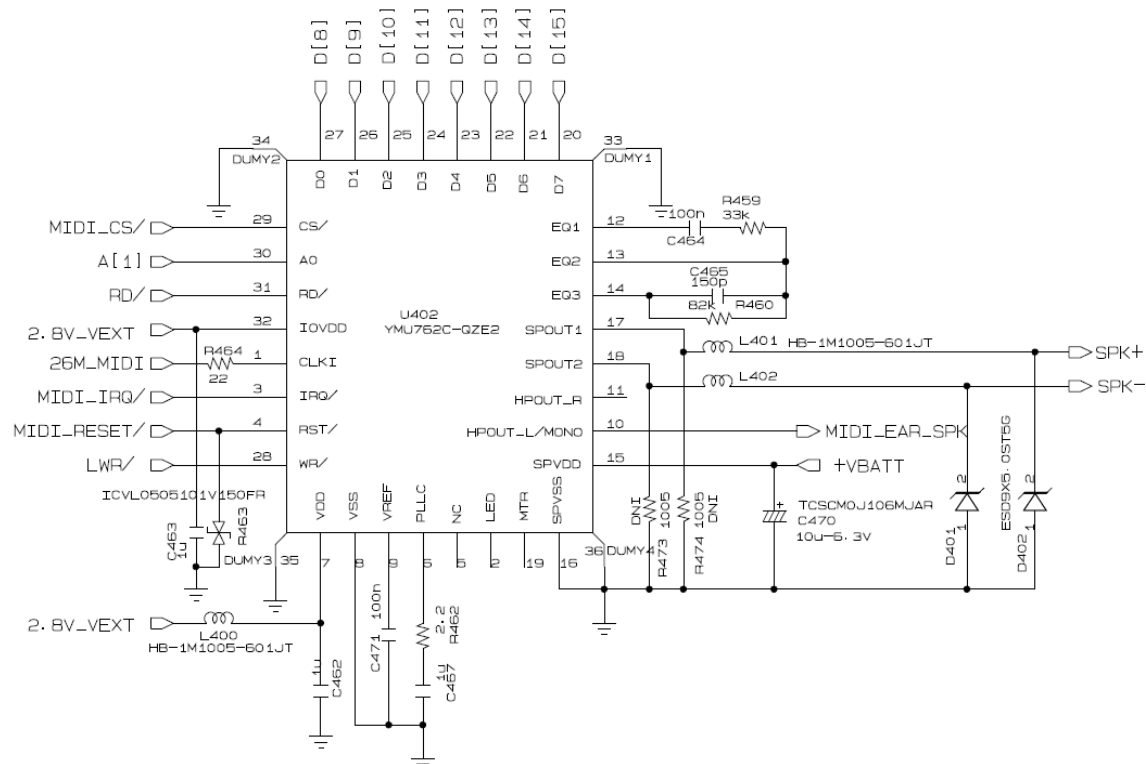 D[8]
D[9]
D[10]
D[11]
D[12]
D[13]
D[14]
D[15]
27
26
25
24
23
22
21
20
34
DUMY2
33
DUMY1
D0
D1
D2
D3
D4
D5
D6
D7
MIDI_CS/
29
CS/
A[1]
30
A0
RD/
31
RD/
2.8V_VEXT
32
IOVDD
26M_MIDI
R464
22
1
CLKI
MIDI_IRQ/
3
IRQ/
MIDI_RESET/
4
RST/
LWR/
28
WR/
U402
YMU762C-QZE2
EQ1
12
100n
C464
R459
33k
EQ2
13
EQ3
14
C465
150p
82k
R460
SPOUT1
17
L401
HB-1M1005-601JT
SPK+
SPOUT2
18
L402
SPK-
HPOUT_R
11
HPOUT_L/MONO
10
MIDI_EAR_SPK
SPVDD
15
+VBATT
ICVL0505101V150FR
R463
C463
1u
VDD
VSS
VREF
PLLC
NC
LED
MTR
SPVSS
DUMY3
35
7
8
9
6
5
2
19
16
36
DUMY4
DNI
1005
R473
1005
DNI
R474
TCSCM0J106MJAR
C470
10u-6.3V
2
1
D401
ESD9X5.0ST5G
2
1
D402
2.8V_VEXT
L400
HB-1M1005-601JT
1u
C462
100n
C471
2.2
R462
1u
C467